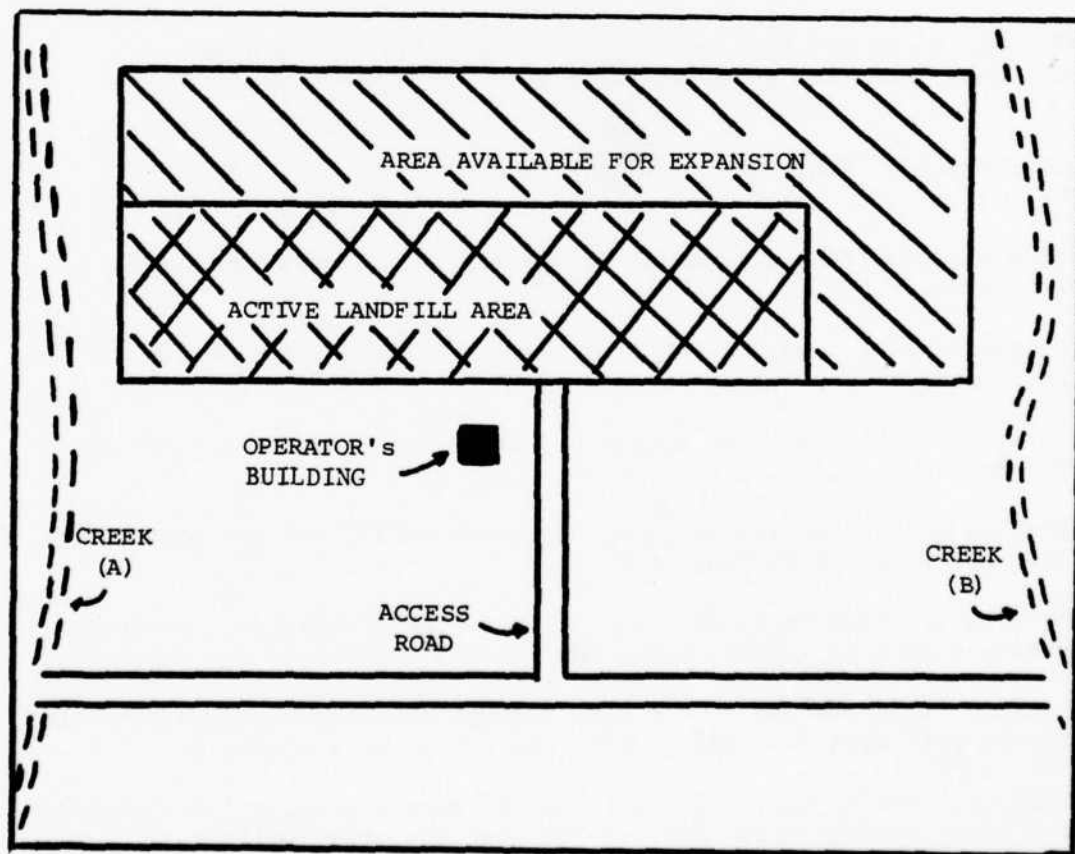 AREA AVAILABLE FOR EXPANSION
ACTIVE LANDFILL AREA
OPERATOR's
BUILDING
CREEK
(A)
CREEK
(B)
ACCESS
ROAD